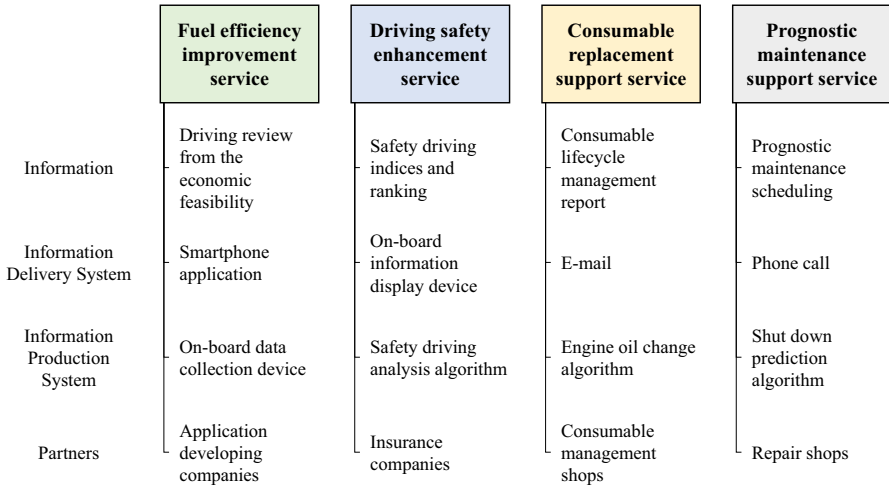 Fuel efficiency
improvement
service
Driving safety
enhancement
service
Consumable
replacement
support service
Prognostic
maintenance
support service
Information
Driving review
from the
economic
feasibility
Safety driving
indices and
ranking
Consumable
lifecycle
management
report
Prognostic
maintenance
scheduling
Information
Delivery System
Smartphone
application
On-board
information
display device
E-mail
Phone call
Information
Production
System
On-board data
collection device
Safety driving
analysis algorithm
Engine oil change
algorithm
Shut down
prediction
algorithm
Partners
Application
developing
companies
Insurance
companies
Consumable
management
shops
Repair shops